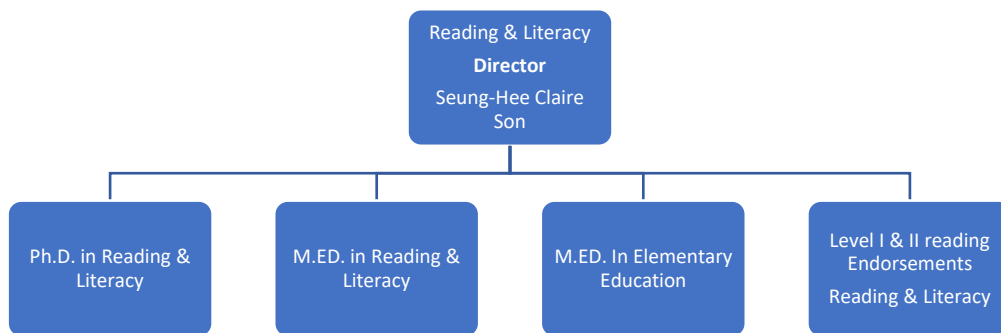 Reading & Literacy
Director
Seung-Hee Claire
Son
Ph.D. in Reading &
Literacy
M.ED. in Reading &
Literacy
M.ED. In Elementary
Education
Level I & II reading
Endorsements
Reading & Literacy